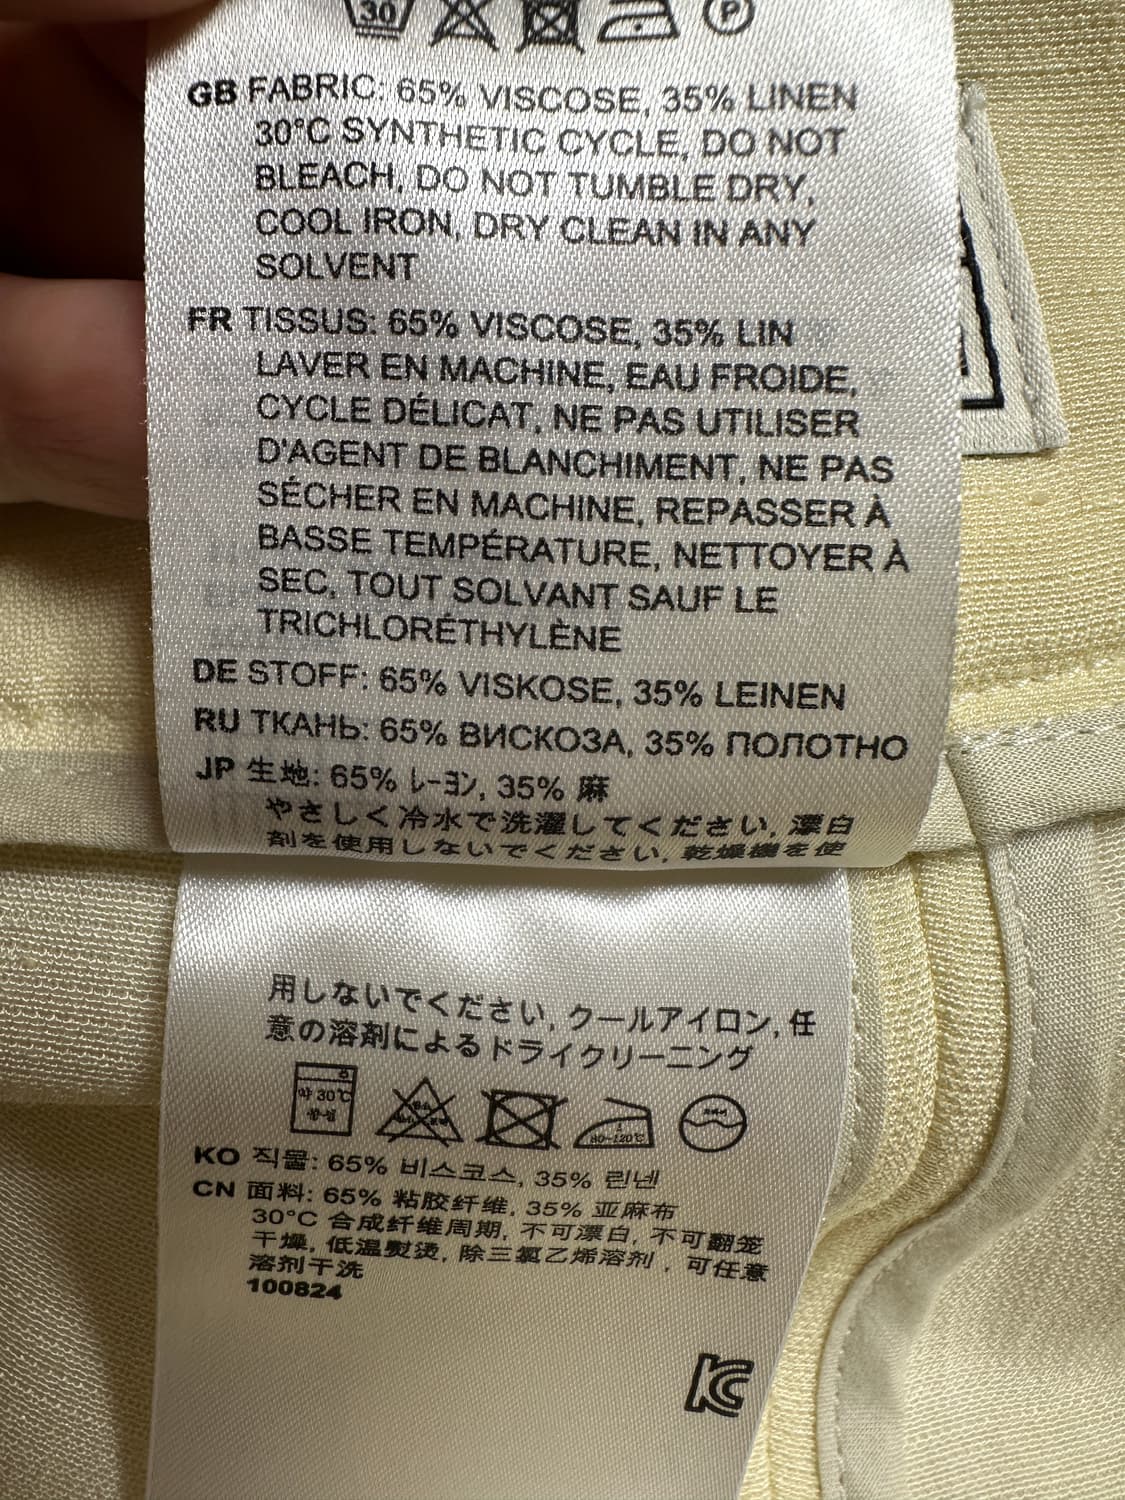 30
P
GB FABRIC: 65% VISCOSE, 35% LINEN
30°C SYNTHETIC CYCLE, DO NOT
BLEACH, DO NOT TUMBLE DRY,
COOL IRON, DRY CLEAN IN ANY
SOLVENT
FR TISSUS: 65% VISCOSE, 35% LIN
LAVER EN MACHINE, EAU FROIDE,
CYCLE DÉLICAT, NE PAS UTILISER
D'AGENT DE BLANCHIMENT, NE PAS
SÉCHER EN MACHINE, REPASSER À
BASSE TEMPÉRATURE, NETTOYER À
SEC, TOUT SOLVANT SAUF LE
TRICHLORÉTHYLÈNE
DE STOFF: 65% VISKOSE, 35% LEINEN
RU ТКАНЬ: 65% ВИСКОЗА, 35% ПОЛОТНО
JP 生地: 65% レーヨン, 35% 麻
やさしく冷水で洗濯してください, 漂白
剤を使用しないでください, 乾燥機を使
用しないでください, クールアイロン, 任
意の溶剤によるドライクリーニング
약 30℃
80~120℃
KO 직물: 65% 비스코스, 35% 린넨
CN 面料: 65% 粘胶纤维, 35% 亚麻布
30°C 合成纤维周期, 不可漂白, 不可翻笼
干燥, 低温熨烫, 除三氯乙烯溶剂, 可任意
溶剂干洗
100824
KC